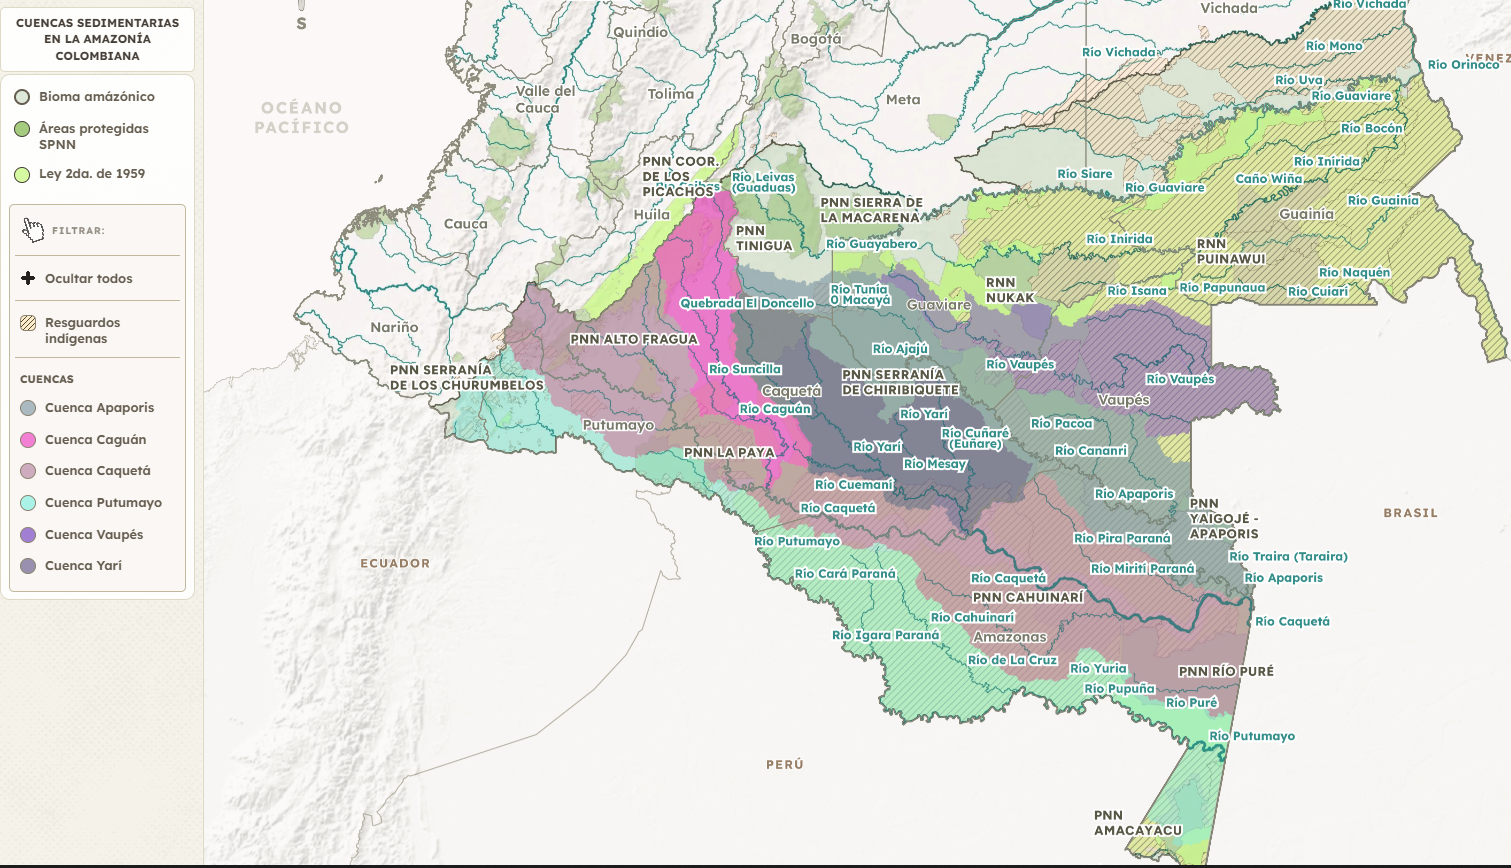 CUENCAS SEDIMENTARIAS
EN LA AMAZONÍA
COLOMBIANA
Bioma amázónico
Áreas protegidas
SPNN
Ley 2da. de 1959
FILTRAR:
Ocultar todos
Resguardos
indígenas
CUENCAS
Cuenca Apaporis
Cuenca Caguán
Cuenca Caquetá
Cuenca Putumayo
Cuenca Vaupés
Cuenca Yarí
S
OCÉANO
PACÍFICO
Quindío
Bogotá
Vichada
Río Vichada
Río Vichada
Río Mono
VENEZ
Río Orinoco
Río Uva
Río Guaviare
Valle del
Cauca
Tolima
Meta
Río Bocón
PNN COOR.
DE LOS
PICACHOS
Río Leivas
(Guaduas)
Río Siare
Río Guaviare
Río Inírida
Caño Wiña
Río Guainía
Guainía
Cauca
Huila
PNN SIERRA DE
LA MACARENA
PNN
TINIGUA
Río Guayabero
Río Inírida
RNN
PUINAWUI
Río Naquén
Quebrada El Doncello
Río Tunia
O Macayá
Guaviare
RNN
NUKAK
Río Isana
Río Papunaua
Río Cuiari
Nariño
PNN ALTO FRAGUA
Río Ajajú
Río Vaupés
Río Vaupés
PNN SERRANÍA
DE LOS CHURUMBELOS
Río Suncilla
Caquetá
PNN SERRANÍA
DE CHIRIBIQUETE
Vaupés
Río Caguán
Río Yarí
Putumayo
Río Pacoa
Río Cuñaré
(Euñare)
Río Yarí
Río Cananrí
PNN LA PAYA
Río Mesay
Río Cuemaní
Río Apaporis
Río Caquetá
PNN
YAIGOJÉ -
APAPORIS
BRASIL
Río Putumayo
Río Pira Paraná
Río Traira (Taraira)
ECUADOR
Río Cará Paraná
Río Caquetá
Río Mirití Paraná
Río Apaporis
PNN CAHUINARÍ
Río Cahuinarí
Río Caquetá
Río Igara Paraná
Amazonas
Río de La Cruz
Río Yuria
PNN RÍO PURÉ
Río Pupuña
Río Puré
Río Putumayo
PERÚ
PNN
AMACAYACU